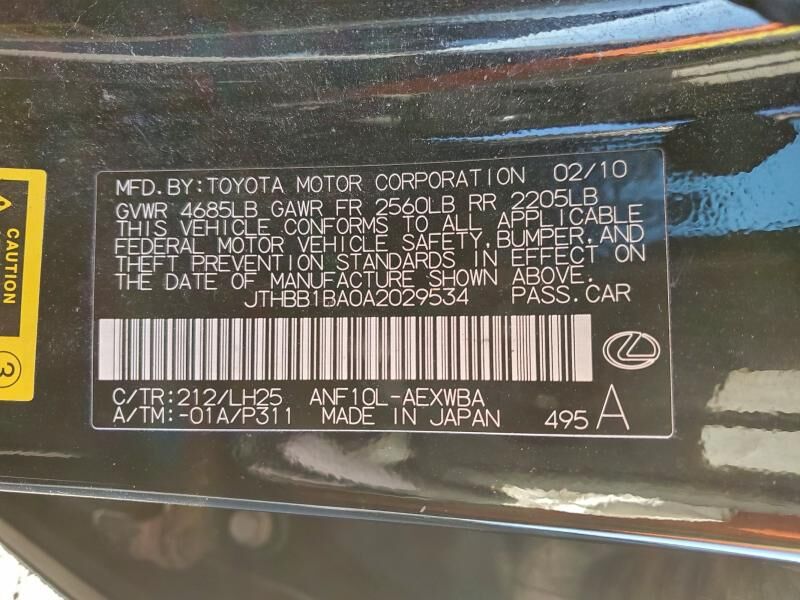 MFD.BY:TOYOTA MOTOR CORPORATION 02/10
GVWR 4685LB GAWR FR 2560LB RR 2205LB
THIS VEHICLE CONFORMS TO ALL APPLICABLE
FEDERAL MOTOR VEHICLE SAFETY,BUMPER,AND
THEFT PREVENTION STANDARDS IN EFFECT ON
THE DATE OF MANUFACTURE SHOWN ABOVE.
JTHBB1BA0A2029534 PASS.CAR
C/TR:212/LH25 ANF10L-AEXWBA
A/TM:-01A/P311 MADE IN JAPAN 495 A
CAUTION
3